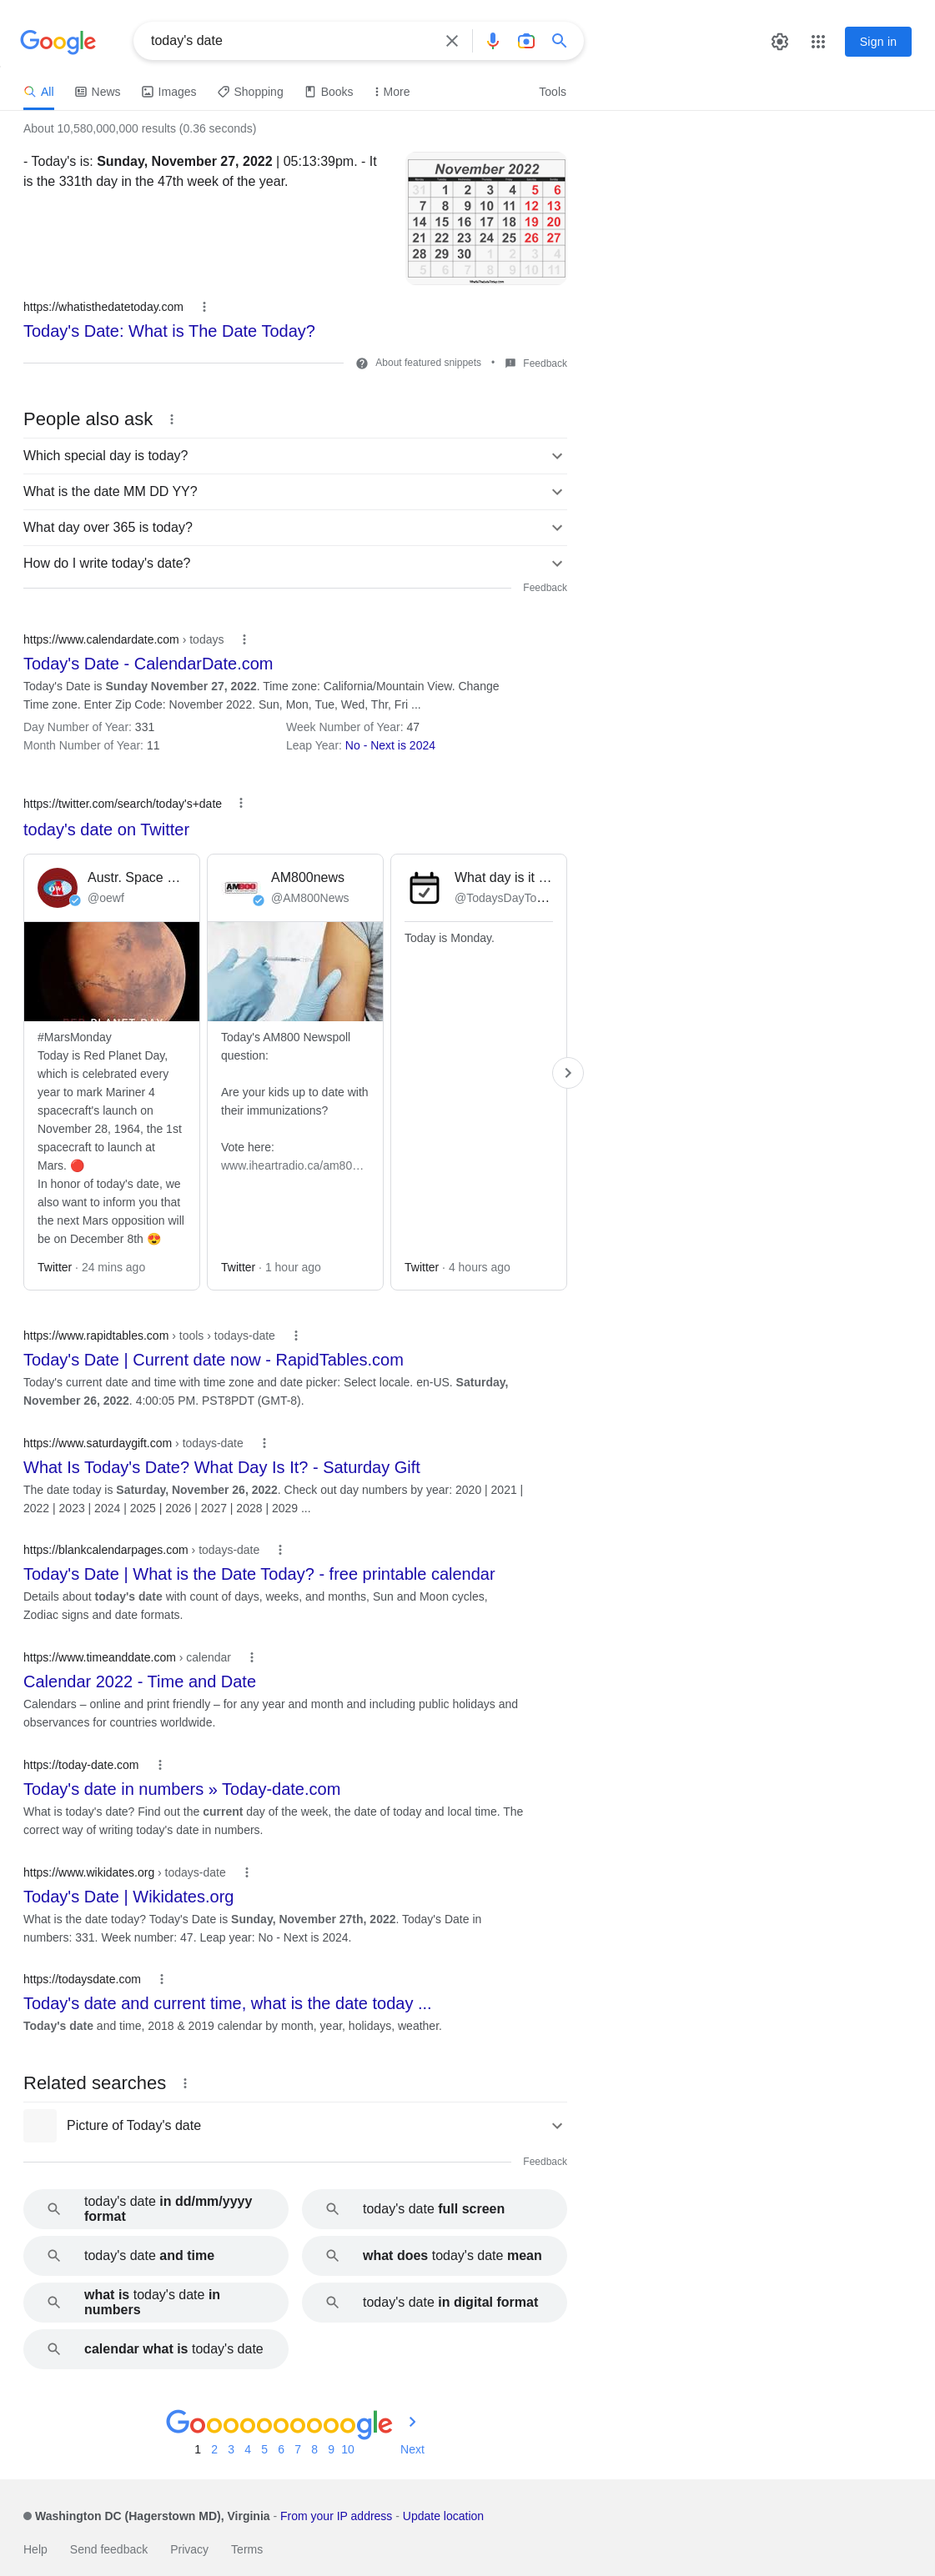 Google
today's date
Sign in
All
News
Images
Shopping
Books
More
Tools
About 10,580,000,000 results (0.36 seconds)
- Today's is: Sunday, November 27, 2022 | 05:13:39pm. - It
is the 331th day in the 47th week of the year.
November 2022
31 1 2 3 4 5 6
7 8 9 10 11 12 13
14 15 16 17 18 19 20
21 22 23 24 25 26 27
28 29 30 1 2 3 4
5 6 7 8 9 10 11
https://whatisthedatetoday.com
Today's Date: What is The Date Today?
About featured snippets
•
Feedback
People also ask
Which special day is today?
What is the date MM DD YY?
What day over 365 is today?
How do I write today's date?
Feedback
https://www.calendardate.com › todays
Today's Date - CalendarDate.com
Today's Date is Sunday November 27, 2022. Time zone: California/Mountain View. Change
Time zone. Enter Zip Code: November 2022. Sun, Mon, Tue, Wed, Thr, Fri ...
Day Number of Year: 331
Week Number of Year: 47
Month Number of Year: 11
Leap Year: No - Next is 2024
https://twitter.com/search/today's+date
today's date on Twitter
Austr. Space …
@oewf
RED PLANET DAY
#MarsMonday
Today is Red Planet Day,
which is celebrated every
year to mark Mariner 4
spacecraft's launch on
November 28, 1964, the 1st
spacecraft to launch at
Mars. 🔴
In honor of today's date, we
also want to inform you that
the next Mars opposition will
be on December 8th 😍
Twitter · 24 mins ago
AM800
AM800news
@AM800News
Today's AM800 Newspoll
question:
Are your kids up to date with
their immunizations?
Vote here:
www.iheartradio.ca/am80…
Twitter · 1 hour ago
What day is it …
@TodaysDayTo…
Today is Monday.
Twitter · 4 hours ago
https://www.rapidtables.com › tools › todays-date
Today's Date | Current date now - RapidTables.com
Today's current date and time with time zone and date picker: Select locale. en-US. Saturday,
November 26, 2022. 4:00:05 PM. PST8PDT (GMT-8).
https://www.saturdaygift.com › todays-date
What Is Today's Date? What Day Is It? - Saturday Gift
The date today is Saturday, November 26, 2022. Check out day numbers by year: 2020 | 2021 |
2022 | 2023 | 2024 | 2025 | 2026 | 2027 | 2028 | 2029 ...
https://blankcalendarpages.com › todays-date
Today's Date | What is the Date Today? - free printable calendar
Details about today's date with count of days, weeks, and months, Sun and Moon cycles,
Zodiac signs and date formats.
https://www.timeanddate.com › calendar
Calendar 2022 - Time and Date
Calendars – online and print friendly – for any year and month and including public holidays and
observances for countries worldwide.
https://today-date.com
Today's date in numbers » Today-date.com
What is today's date? Find out the current day of the week, the date of today and local time. The
correct way of writing today's date in numbers.
https://www.wikidates.org › todays-date
Today's Date | Wikidates.org
What is the date today? Today's Date is Sunday, November 27th, 2022. Today's Date in
numbers: 331. Week number: 47. Leap year: No - Next is 2024.
https://todaysdate.com
Today's date and current time, what is the date today ...
Today's date and time, 2018 & 2019 calendar by month, year, holidays, weather.
Related searches
Picture of Today's date
Feedback
today's date in dd/mm/yyyy
format
today's date full screen
today's date and time
what does today's date mean
what is today's date in
numbers
today's date in digital format
calendar what is today's date
Goooooooooogle
1 2 3 4 5 6 7 8 9 10 Next
Washington DC (Hagerstown MD), Virginia - From your IP address - Update location
Help
Send feedback
Privacy
Terms